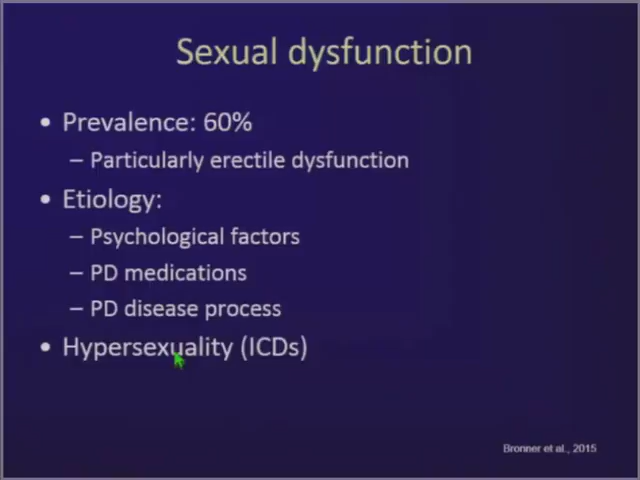 Sexual dysfunction
• Prevalence: 60%
– Particularly erectile dysfunction
• Etiology:
– Psychological factors
– PD medications
– PD disease process
• Hypersexuality (ICDs)
Bronner et al., 2015